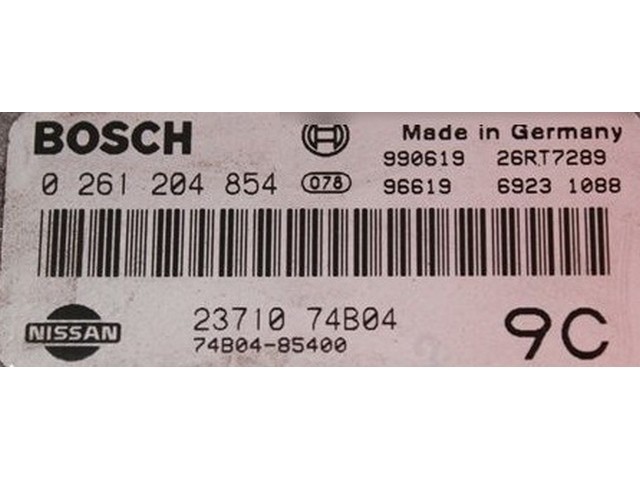 BOSCH Made in Germany
990619 26RT7289
0 261 204 854 078 96619 6923 1088
NISSAN 23710 74B04 9C
74B04-85400